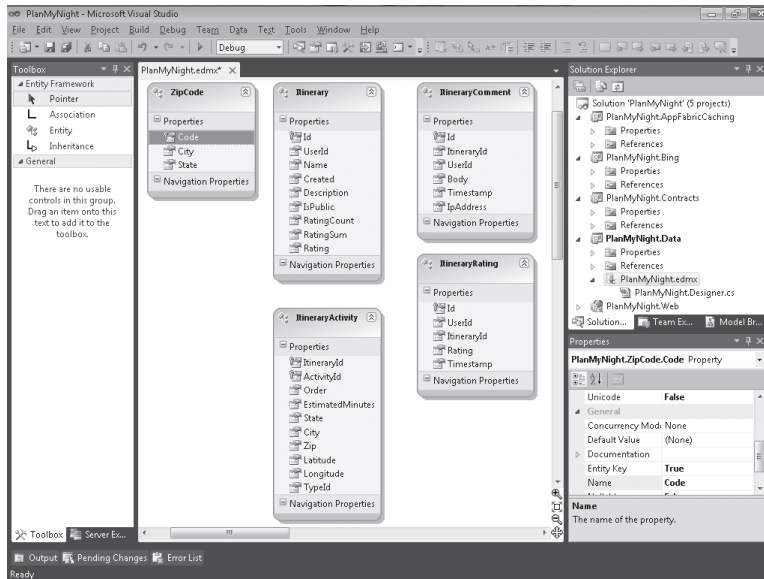 PlanMyNight - Microsoft Visual Studio
File Edit View Project Build Debug Team Data Test Tools Window Help
Debug
Toolbox
Entity Framework
Pointer
Association
Entity
Inheritance
General
There are no usable
controls in this group.
Drag an item onto this
text to add it to the
toolbox.
Toolbox Server Ex...
PlanMyNight.edmx*
ZipCode
Properties
Code
City
State
Navigation Properties
Itinerary
Properties
Id
UserId
Name
Created
Description
IsPublic
RatingCount
RatingSum
Rating
Navigation Properties
ItineraryComment
Properties
Id
ItineraryId
UserId
Body
Timestamp
IpAddress
Navigation Properties
ItineraryRating
Properties
Id
UserId
ItineraryId
Rating
Timestamp
Navigation Properties
ItineraryActivity
Properties
ItineraryId
ActivityId
Order
EstimatedMinutes
State
City
Zip
Latitude
Longitude
TypeId
Navigation Properties
Solution Explorer
Solution 'PlanMyNight' (5 projects)
PlanMyNight.AppFabricCaching
Properties
References
PlanMyNight.Bing
Properties
References
PlanMyNight.Contracts
Properties
References
PlanMyNight.Data
Properties
References
PlanMyNight.edmx
PlanMyNight.Designer.cs
PlanMyNight.Web
Solution... Team Ex... Model Br...
Properties
PlanMyNight.ZipCode.Code Property
Unicode False
General
Concurrency Mod None
Default Value (None)
Documentation
Entity Key True
Name Code
Name
The name of the property.
Output Pending Changes Error List
Ready